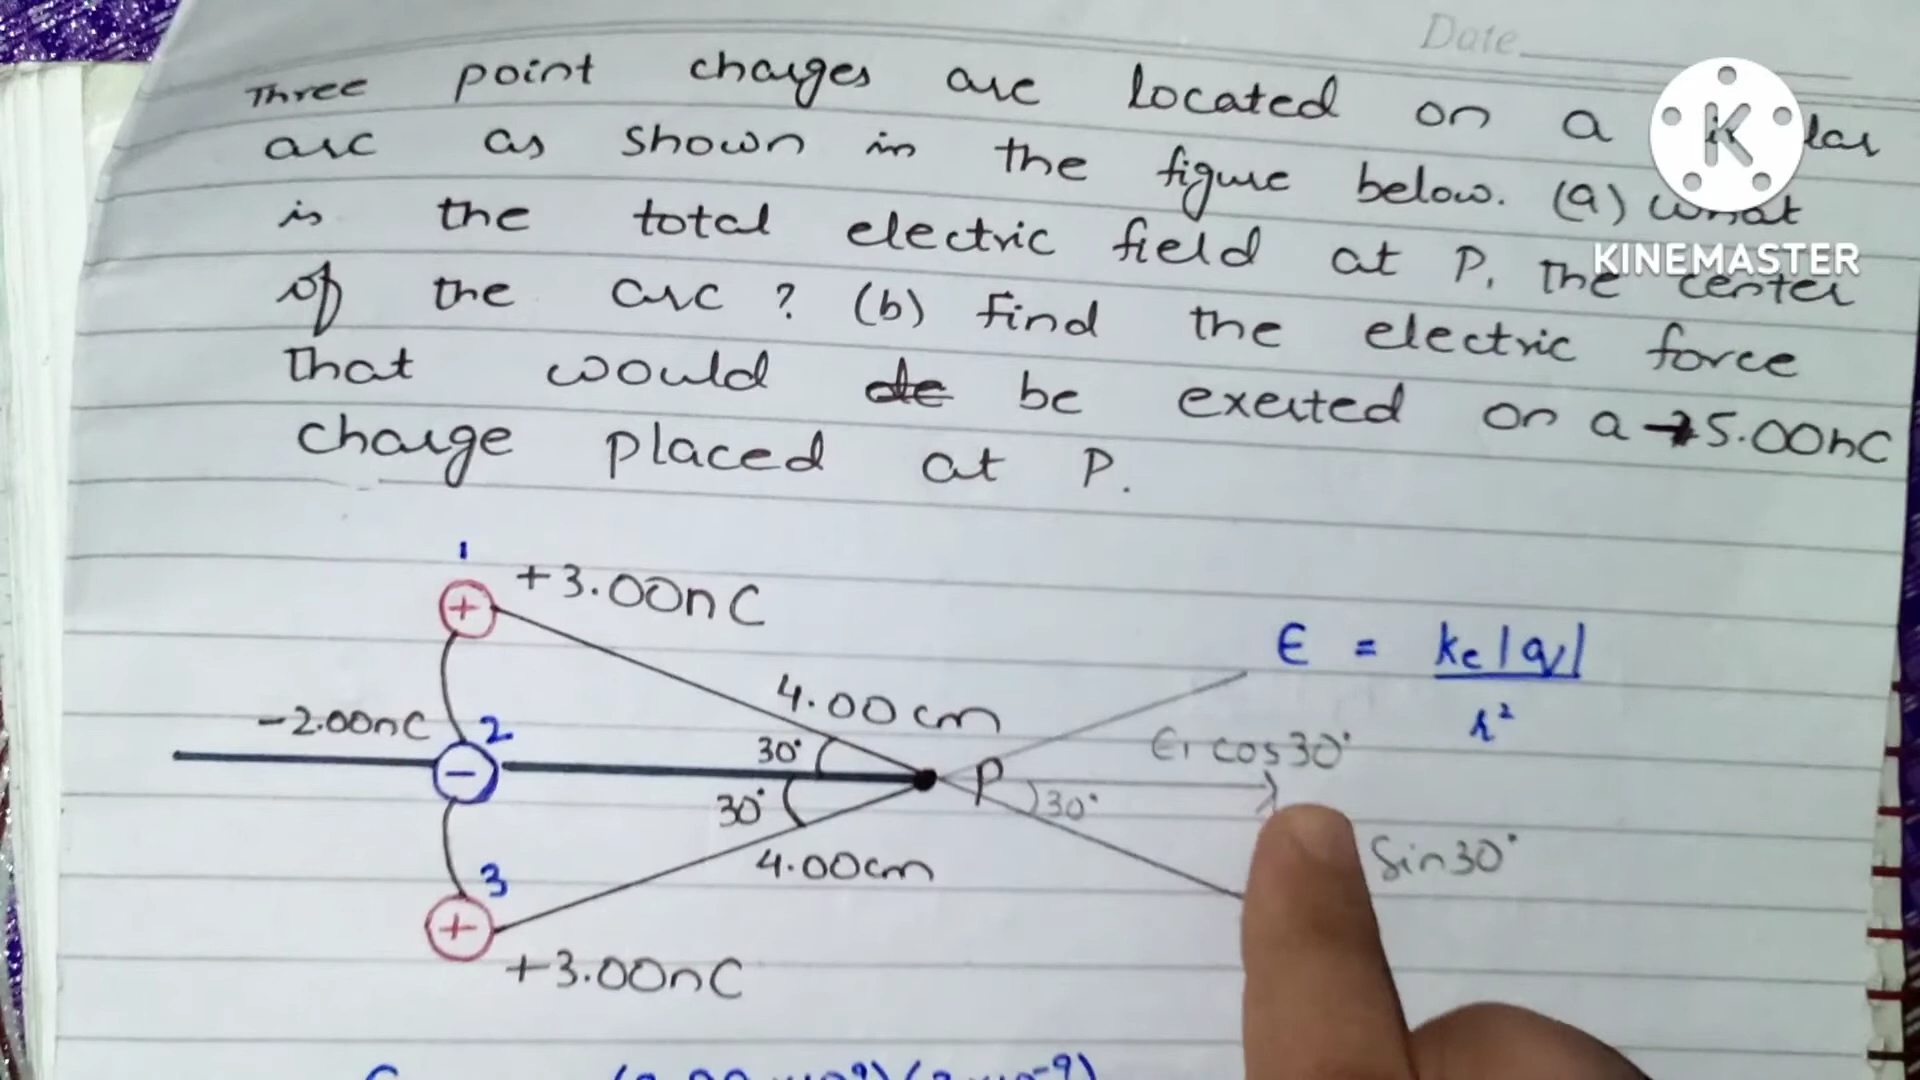 Date
Three point charges are located on a lar
arc as shown in the figure below. (a) What
is the total electric field at P, the center
of the arc? (b) Find the electric force
that would be exerted on a 5.00nC
charge placed at P.
K
KINEMASTER
1
+3.00nC
E = ke|q|
r²
4.00cm
-2.00nC
2
30°
E1 cos30°
P
30°
30°
4.00cm
Sin30°
3
+3.00nC